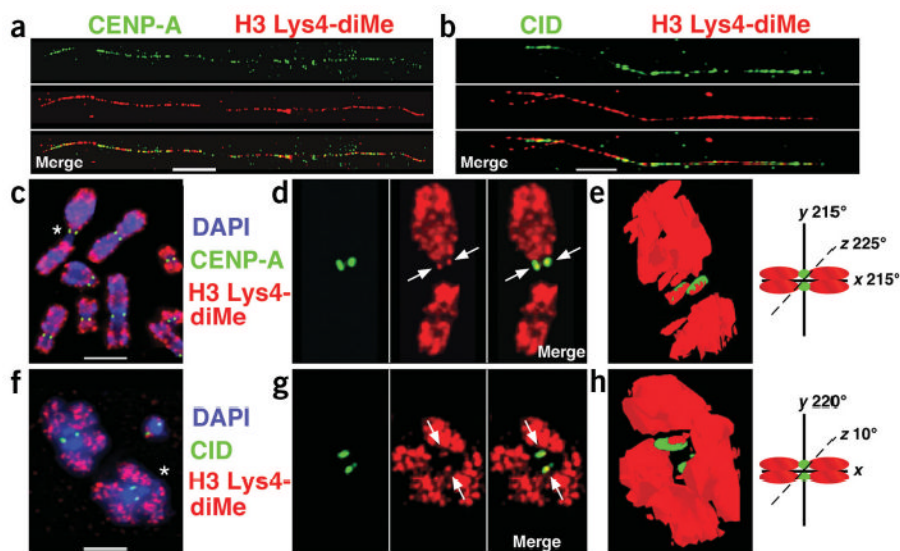 a CENP-A H3 Lys4-diMe
Merge
b CID H3 Lys4-diMe
Merge
c
*
DAPI
CENP-A
H3 Lys4-
diMe
d
Merge
e
y 215°
z 225°
x 215°
f
*
DAPI
CID
H3 Lys4-
diMe
g
Merge
h
y 220°
z 10°
x